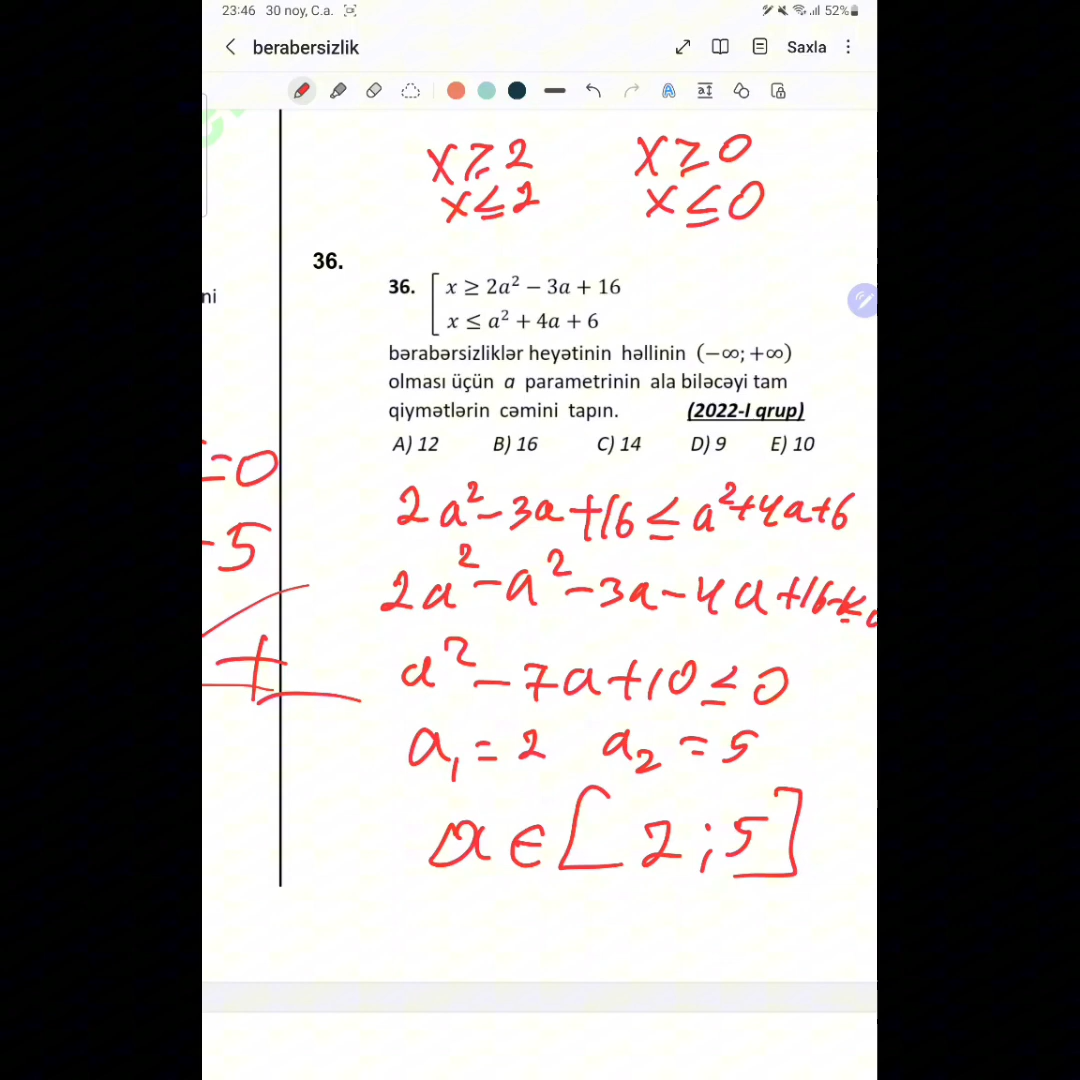 23:46 30 noy, C.a. 52%
berabersizlik Saxla
x ≥ 2 x ≥ 0
x ≤ 2 x ≤ 0
36.
ni
36. x ≥ 2a² − 3a + 16
x ≤ a² + 4a + 6
bərabərsizliklər heyətinin həllinin (−∞; +∞)
olması üçün a parametrinin ala biləcəyi tam
qiymətlərin cəmini tapın. (2022-I qrup)
A) 12 B) 16 C) 14 D) 9 E) 10
=0
-5
2a²-3a+16≤a²+4a+6
2a²-a²-3a-4a+16-
a²-7a+10≤0
a₁=2 a₂=5
a∈[2;5]